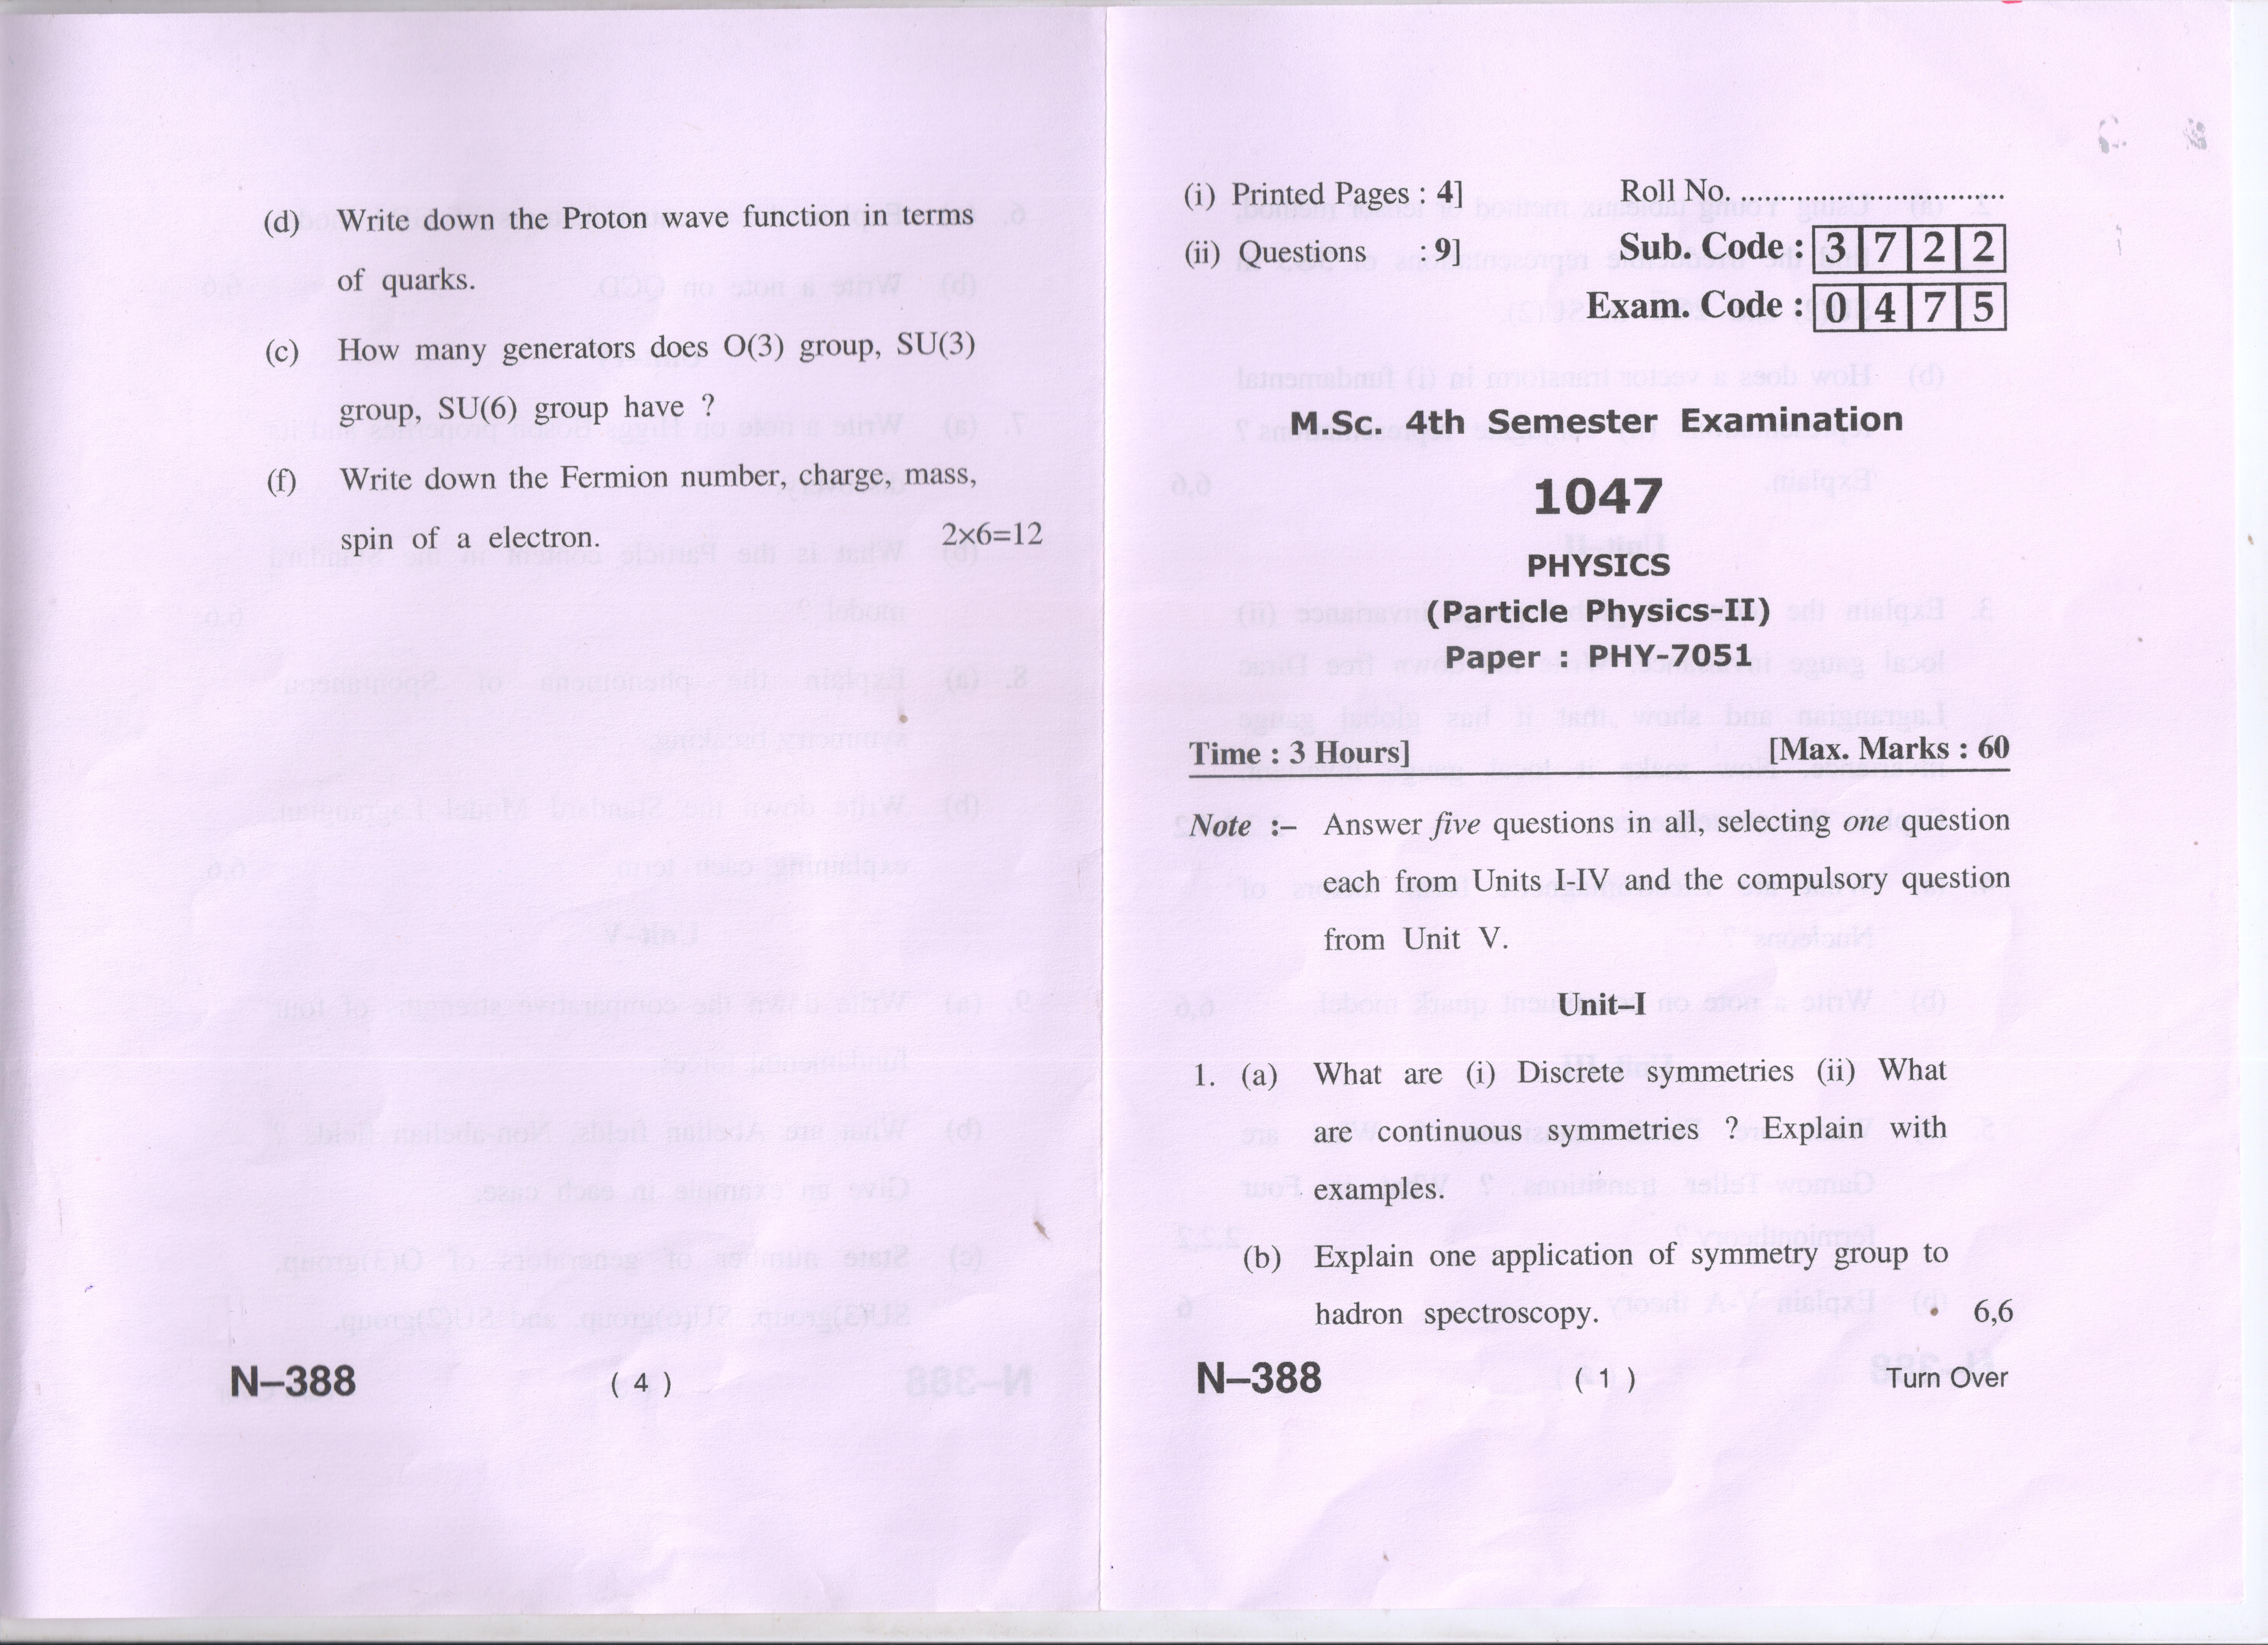 (d) Write down the Proton wave function in terms
of quarks.
(c) How many generators does O(3) group, SU(3)
group, SU(6) group have ?
(f) Write down the Fermion number, charge, mass,
spin of a electron. 2×6=12
N–388 ( 4 )
(i) Printed Pages : 4] Roll No. ..............................
(ii) Questions : 9] Sub. Code : 3 7 2 2
Exam. Code : 0 4 7 5
M.Sc. 4th Semester Examination
1047
PHYSICS
(Particle Physics-II)
Paper : PHY-7051
Time : 3 Hours] [Max. Marks : 60
Note :– Answer five questions in all, selecting one question
each from Units I-IV and the compulsory question
from Unit V.
Unit–I
1. (a) What are (i) Discrete symmetries (ii) What
are continuous symmetries ? Explain with
examples.
(b) Explain one application of symmetry group to
hadron spectroscopy. 6,6
N–388 ( 1 ) Turn Over